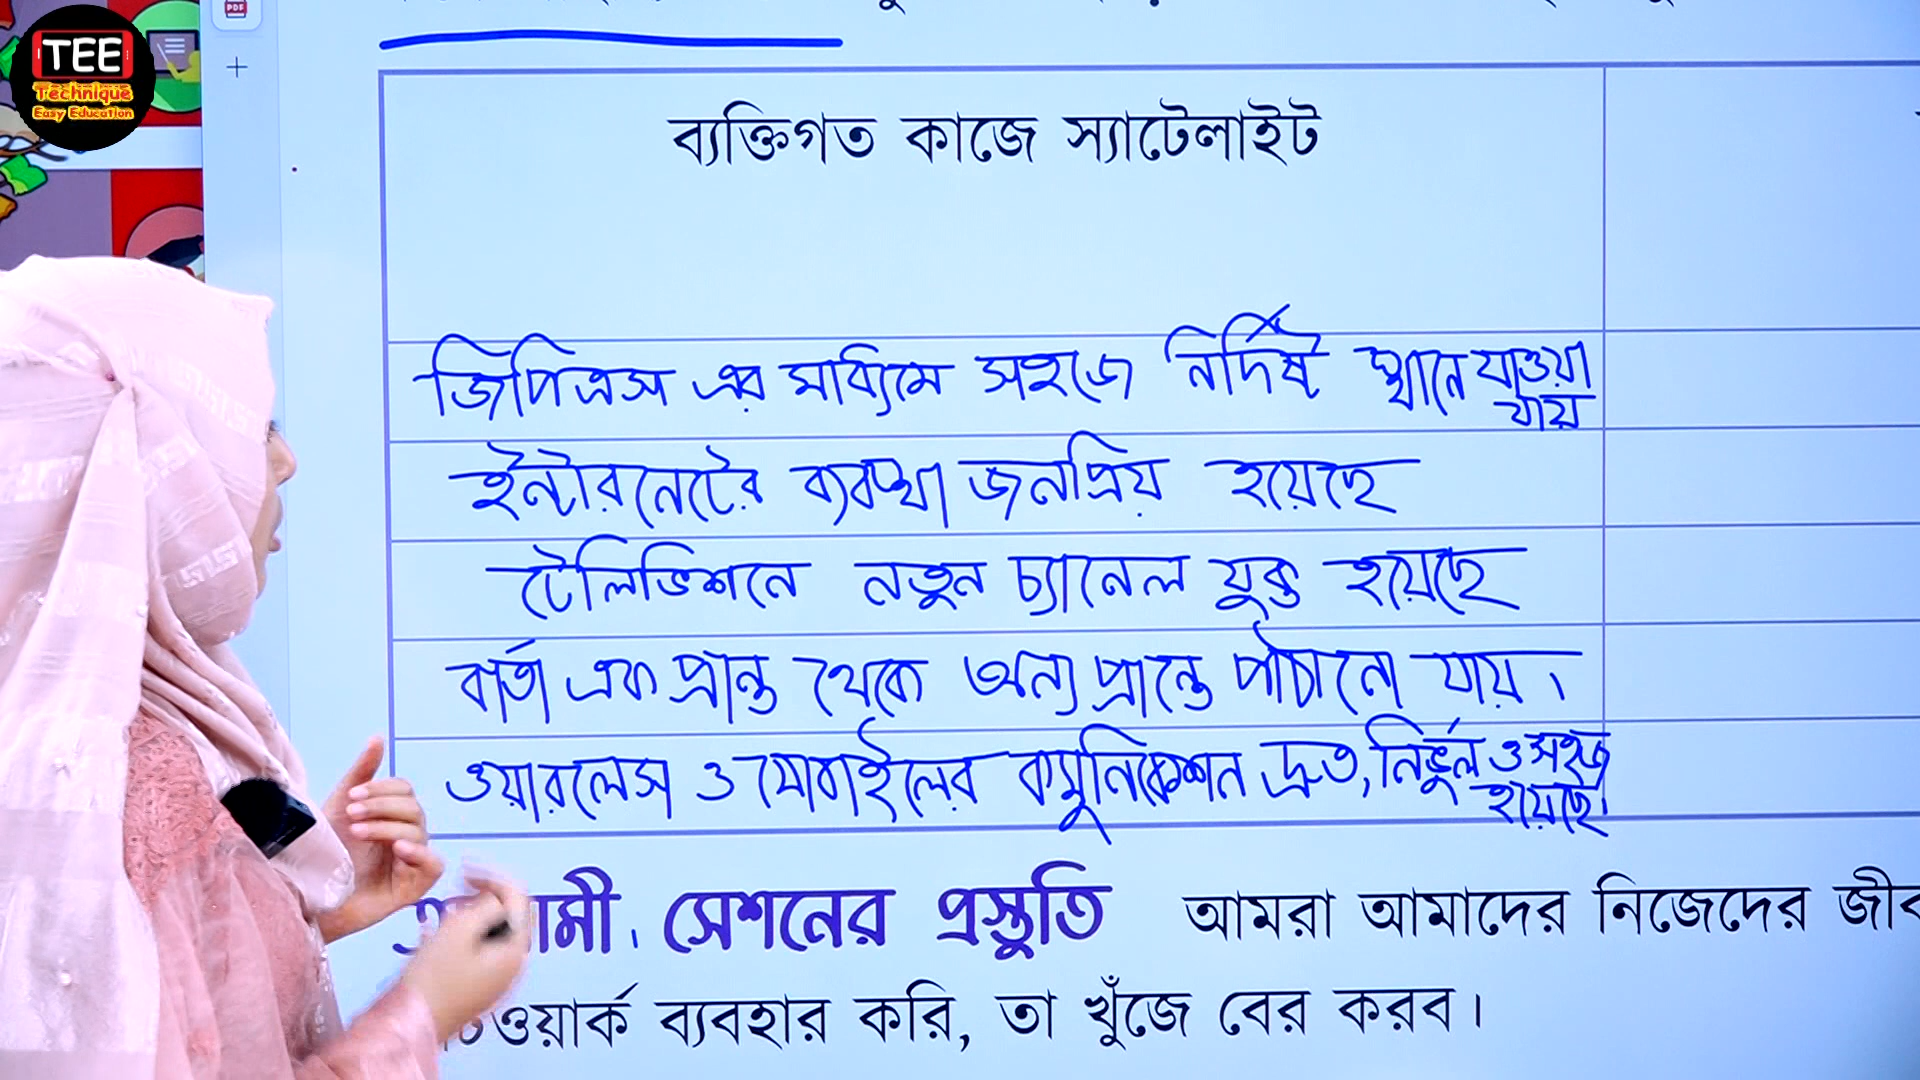 TEE
Technique
Easy Education
PDF
ব্যক্তিগত কাজে স্যাটেলাইট
জিপিএস এর মাধ্যমে সহজে নির্দিষ্ট স্থানে যাওয়া
যায়
ইন্টারনেটের ব্যবস্থা জনপ্রিয় হয়েছে
টেলিভিশনে নতুন চ্যানেল যুক্ত হয়েছে
বার্তা এক প্রান্ত থেকে অন্য প্রান্তে পাঠানো যায়।
ওয়ারলেস ও মোবাইলের কমুনিকেশন দ্রুত, নির্ভুল ও সহজ
হয়েছে।
সেশনের প্রস্তুতি আমরা আমাদের নিজেদের
ব্যবহার করি, তা খুঁজে বের করব।